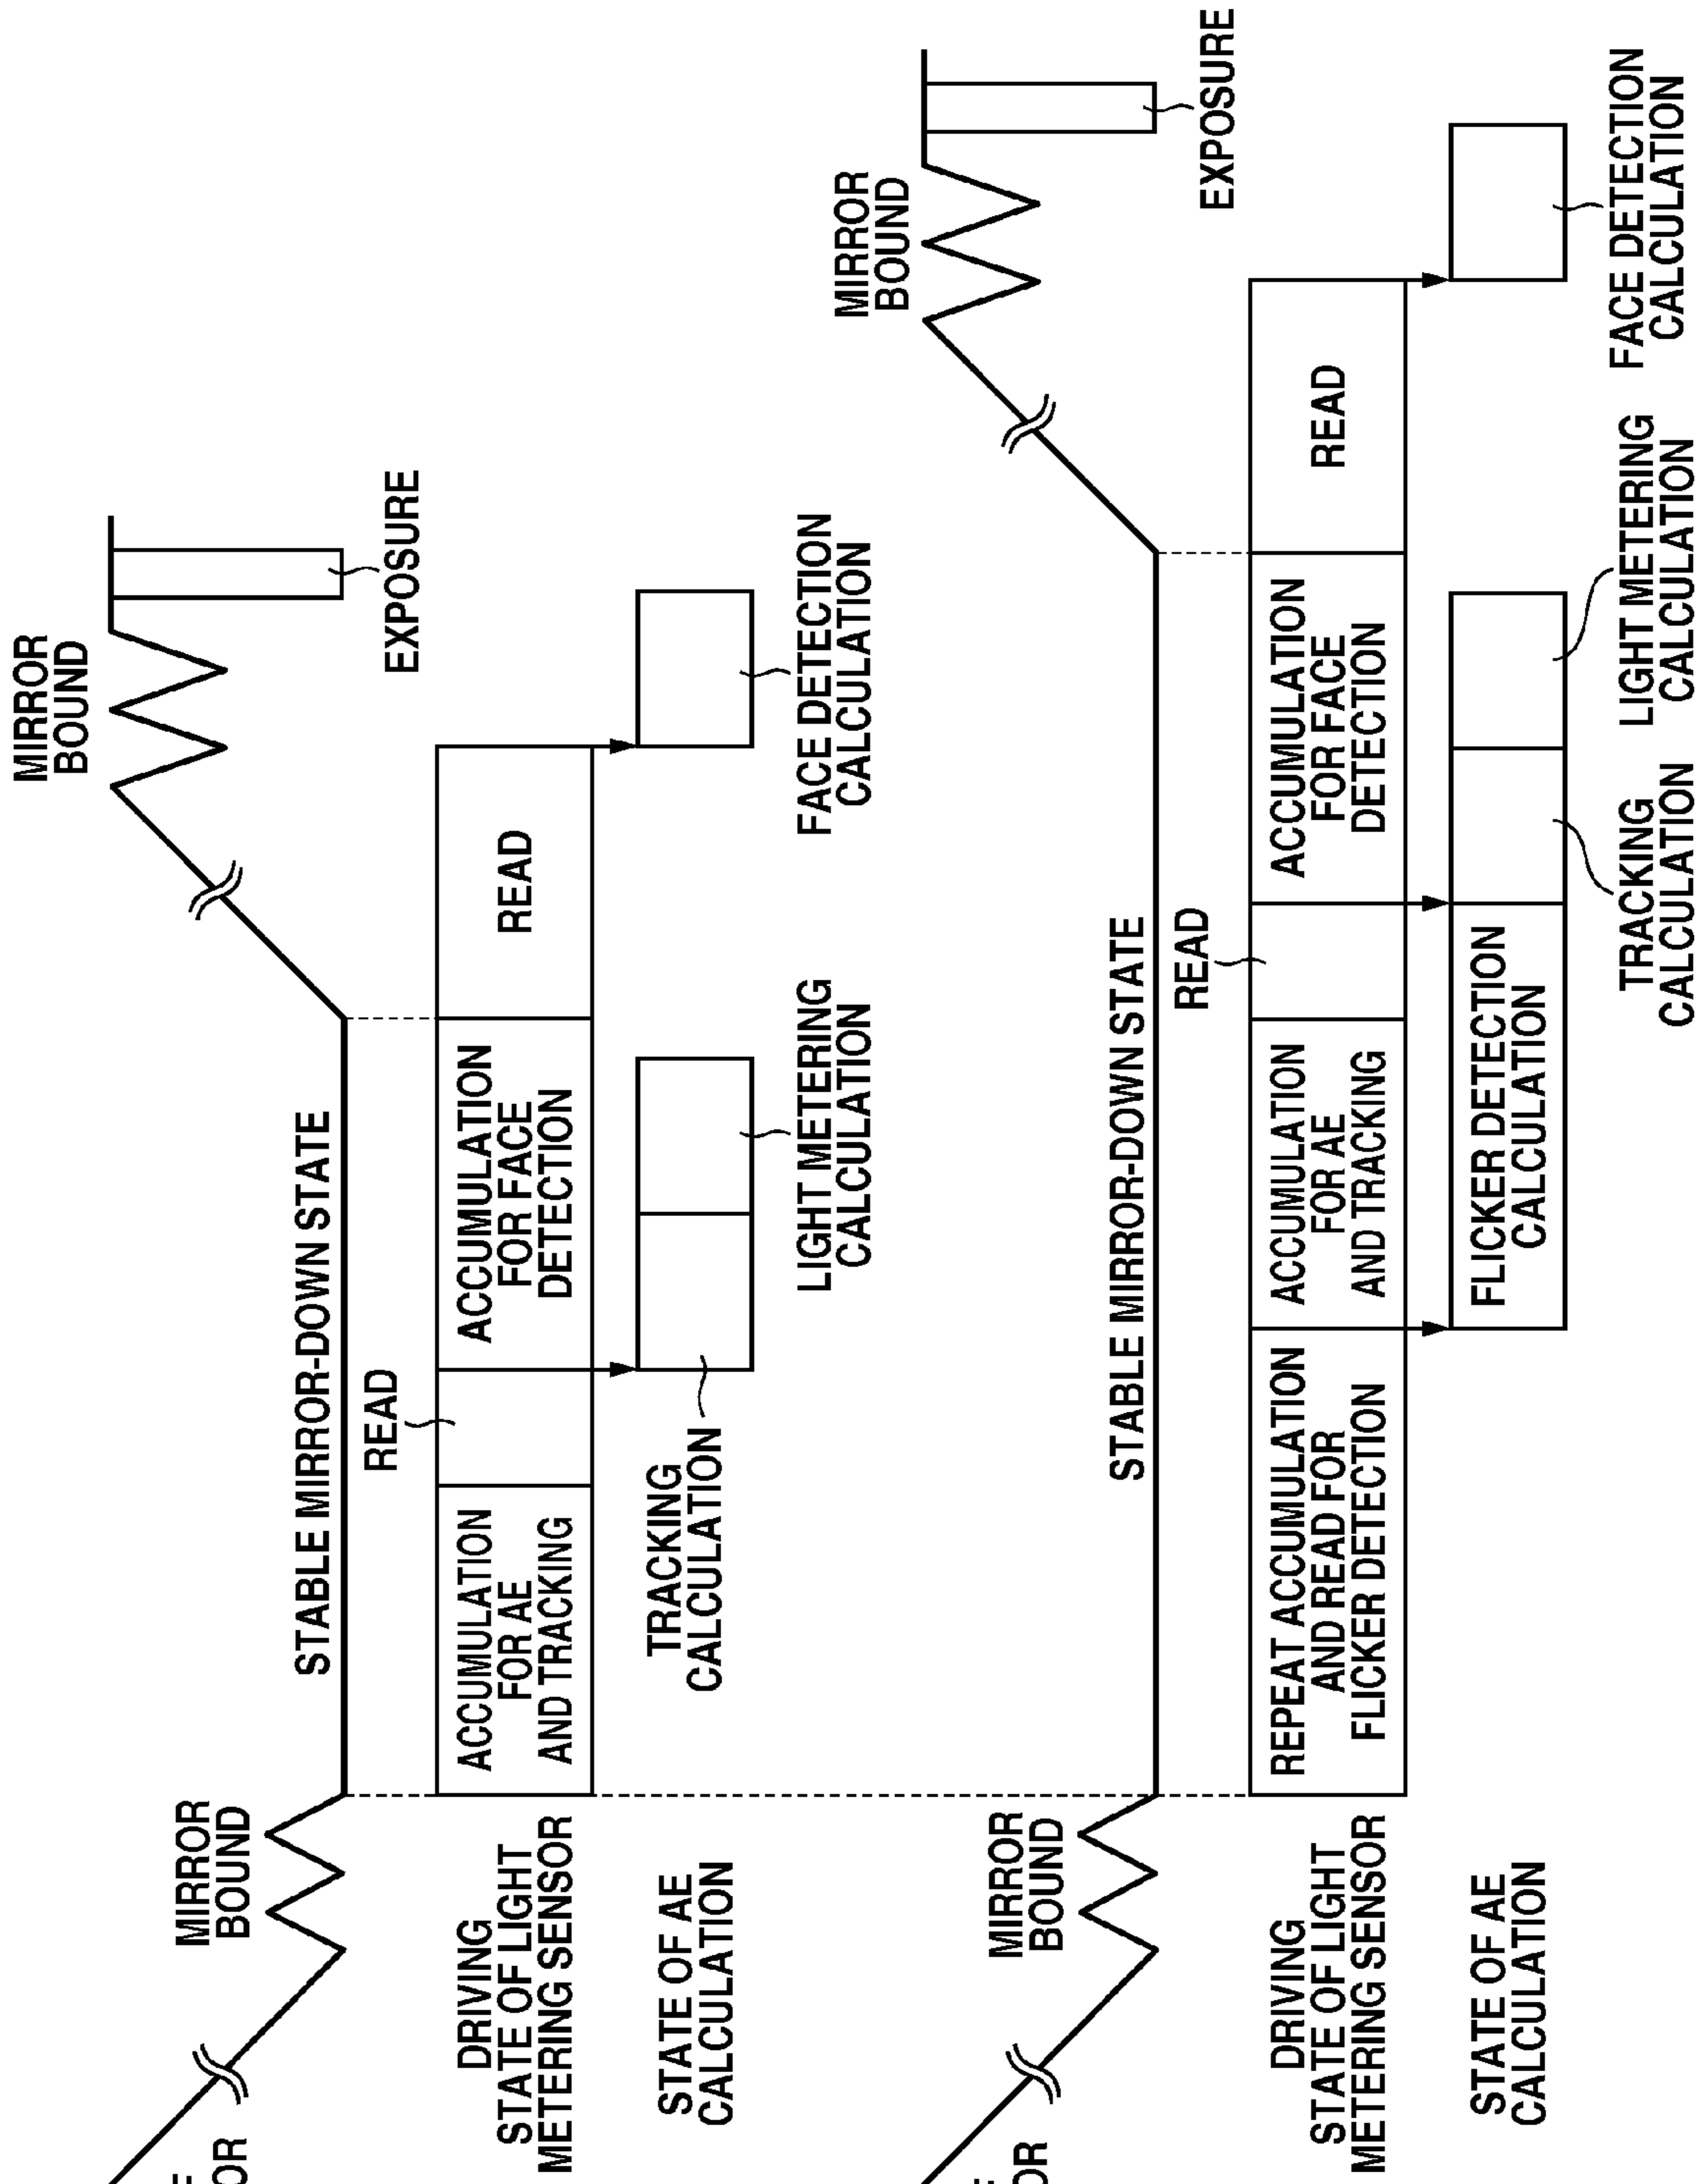 MIRROR
BOUND
STABLE MIRROR-DOWN STATE
MIRROR
BOUND
EXPOSURE
READ
DRIVING
STATE OF LIGHT
METERING SENSOR
ACCUMULATION
FOR AE
AND TRACKING
ACCUMULATION
FOR FACE
DETECTION
READ
STATE OF AE
CALCULATION
TRACKING
CALCULATION
LIGHT METERING
CALCULATION
FACE DETECTION
CALCULATION
MIRROR
BOUND
STABLE MIRROR-DOWN STATE
MIRROR
BOUND
EXPOSURE
READ
DRIVING
STATE OF LIGHT
METERING SENSOR
REPEAT ACCUMULATION
AND READ FOR
FLICKER DETECTION
ACCUMULATION
FOR AE
AND TRACKING
ACCUMULATION
FOR FACE
DETECTION
READ
STATE OF AE
CALCULATION
FLICKER DETECTION
CALCULATION
TRACKING
CALCULATION
LIGHT METERING
CALCULATION
FACE DETECTION
CALCULATION